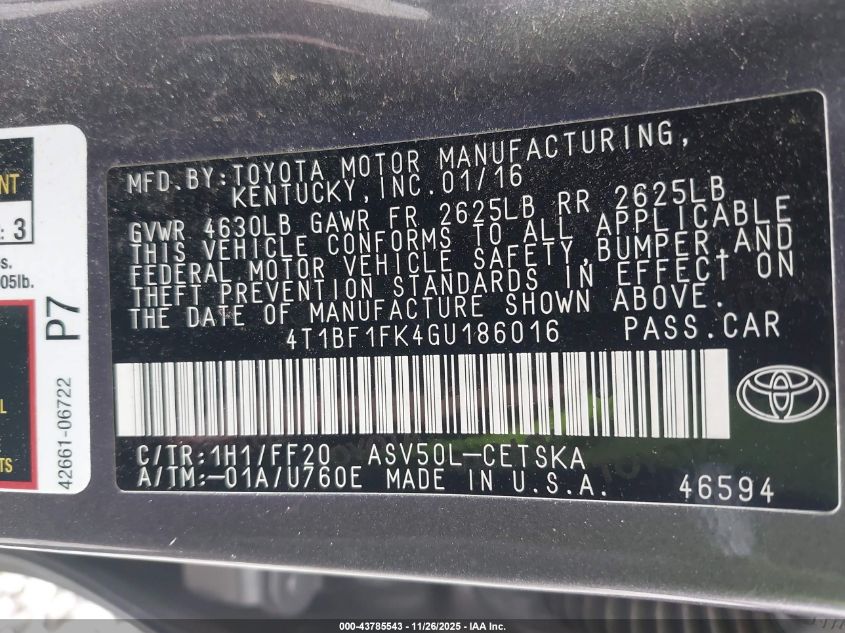 NT
: 3
s.
05lb.
P7
42661-06722
L
TS
MFD.BY:TOYOTA MOTOR MANUFACTURING,
KENTUCKY,INC.01/16
GVWR 4630LB GAWR FR 2625LB RR 2625LB
THIS VEHICLE CONFORMS TO ALL APPLICABLE
FEDERAL MOTOR VEHICLE SAFETY,BUMPER,AND
THEFT PREVENTION STANDARDS IN EFFECT ON
THE DATE OF MANUFACTURE SHOWN ABOVE.
4T1BF1FK4GU186016 PASS.CAR
C/TR:1H1/FF20 ASV50L-CETSKA
A/TM:-01A/U760E MADE IN U.S.A. 46594
000-43785543 - 11/26/2025 - IAA Inc.